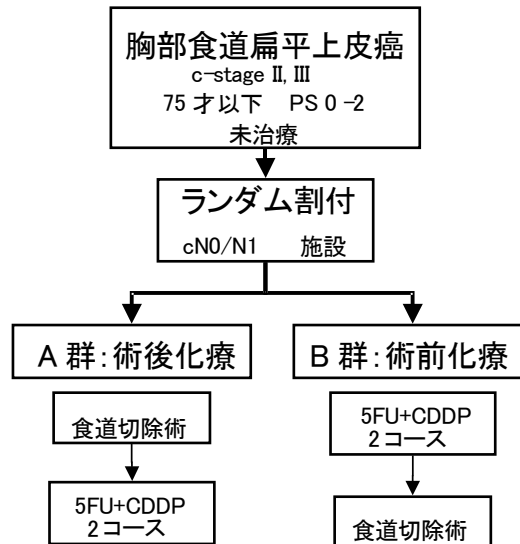 胸部食道扁平上皮癌
c-stage II, III
75 才以下 PS 0 -2
未治療
ランダム割付
cN0/N1 施設
A 群:術後化療
B 群:術前化療
食道切除術
5FU+CDDP
2コース
5FU+CDDP
2コース
食道切除術